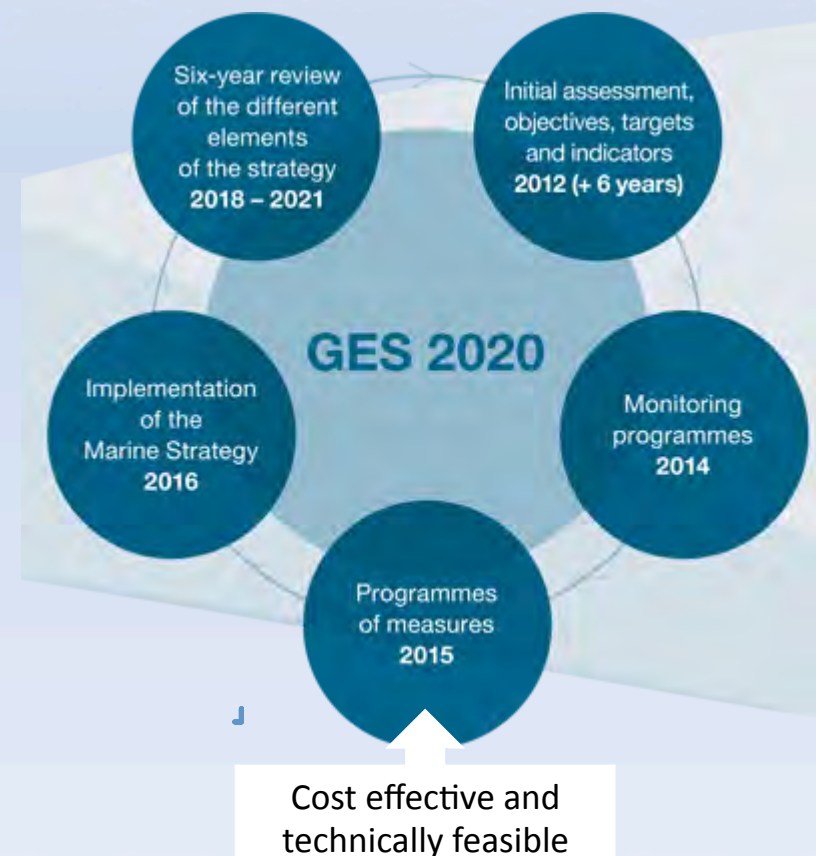 Six-year review
of the different
elements
of the strategy
2018 – 2021
Initial assessment,
objectives, targets
and indicators
2012 (+ 6 years)
GES 2020
Implementation
of the
Marine Strategy
2016
Monitoring
programmes
2014
Programmes
of measures
2015
Cost effective and
technically feasible